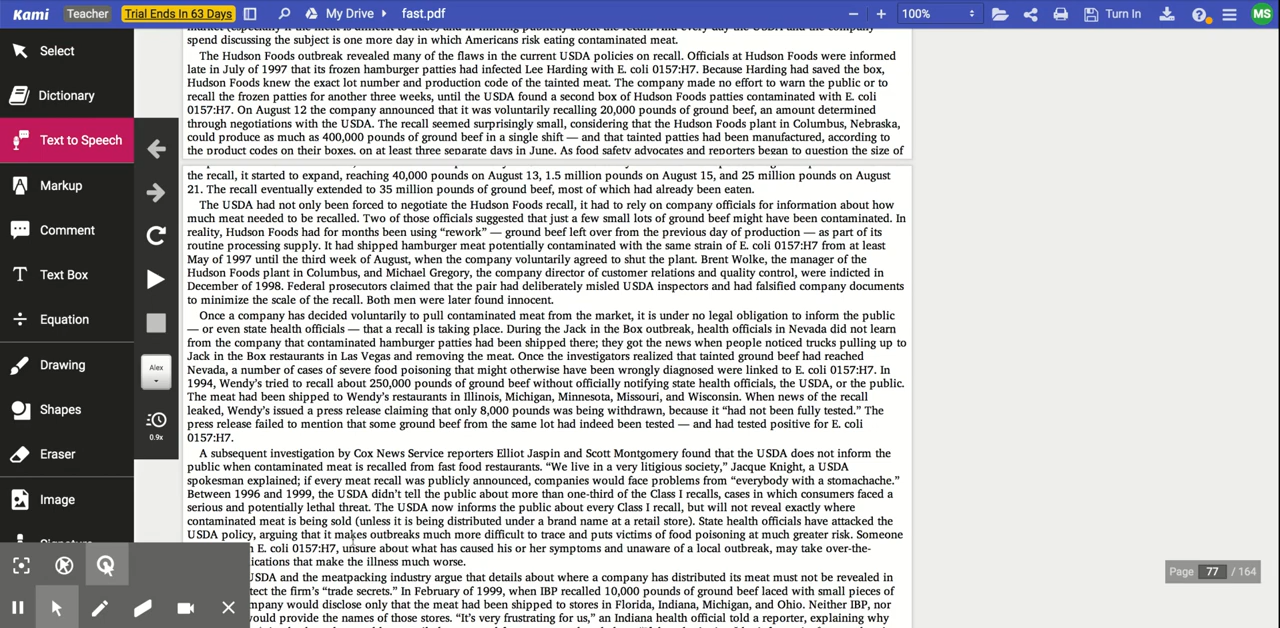 Kami Teacher Trial Ends In 63 Days My Drive fast.pdf 100% Turn In MS
Select
Dictionary
Text to Speech
Markup
Comment
Text Box
Equation
Drawing
Shapes
Eraser
Image
Alex
0.9x
spend discussing the subject is one more day in which Americans risk eating contaminated meat.
The Hudson Foods outbreak revealed many of the flaws in the current USDA policies on recall. Officials at Hudson Foods were informed
late in July of 1997 that its frozen hamburger patties had infected Lee Harding with E. coli 0157:H7. Because Harding had saved the box,
Hudson Foods knew the exact lot number and production code of the tainted meat. The company made no effort to warn the public or to
recall the frozen patties for another three weeks, until the USDA found a second box of Hudson Foods patties contaminated with E. coli
0157:H7. On August 12 the company announced that it was voluntarily recalling 20,000 pounds of ground beef, an amount determined
through negotiations with the USDA. The recall seemed surprisingly small, considering that the Hudson Foods plant in Columbus, Nebraska,
could produce as much as 400,000 pounds of ground beef in a single shift — and that tainted patties had been manufactured, according to
the product codes on their boxes, on at least three separate days in June. As food safety advocates and reporters began to question the size of
the recall, it started to expand, reaching 40,000 pounds on August 13, 1.5 million pounds on August 15, and 25 million pounds on August
21. The recall eventually extended to 35 million pounds of ground beef, most of which had already been eaten.
The USDA had not only been forced to negotiate the Hudson Foods recall, it had to rely on company officials for information about how
much meat needed to be recalled. Two of those officials suggested that just a few small lots of ground beef might have been contaminated. In
reality, Hudson Foods had for months been using “rework” — ground beef left over from the previous day of production — as part of its
routine processing supply. It had shipped hamburger meat potentially contaminated with the same strain of E. coli 0157:H7 from at least
May of 1997 until the third week of August, when the company voluntarily agreed to shut the plant. Brent Wolke, the manager of the
Hudson Foods plant in Columbus, and Michael Gregory, the company director of customer relations and quality control, were indicted in
December of 1998. Federal prosecutors claimed that the pair had deliberately misled USDA inspectors and had falsified company documents
to minimize the scale of the recall. Both men were later found innocent.
Once a company has decided voluntarily to pull contaminated meat from the market, it is under no legal obligation to inform the public
— or even state health officials — that a recall is taking place. During the Jack in the Box outbreak, health officials in Nevada did not learn
from the company that contaminated hamburger patties had been shipped there; they got the news when people noticed trucks pulling up to
Jack in the Box restaurants in Las Vegas and removing the meat. Once the investigators realized that tainted ground beef had reached
Nevada, a number of cases of severe food poisoning that might otherwise have been wrongly diagnosed were linked to E. coli 0157:H7. In
1994, Wendy’s tried to recall about 250,000 pounds of ground beef without officially notifying state health officials, the USDA, or the public.
The meat had been shipped to Wendy’s restaurants in Illinois, Michigan, Minnesota, Missouri, and Wisconsin. When news of the recall
leaked, Wendy’s issued a press release claiming that only 8,000 pounds was being withdrawn, because it “had not been fully tested.” The
press release failed to mention that some ground beef from the same lot had indeed been tested — and had tested positive for E. coli
0157:H7.
A subsequent investigation by Cox News Service reporters Elliot Jaspin and Scott Montgomery found that the USDA does not inform the
public when contaminated meat is recalled from fast food restaurants. “We live in a very litigious society,” Jacque Knight, a USDA
spokesman explained; if every meat recall was publicly announced, companies would face problems from “everybody with a stomachache.”
Between 1996 and 1999, the USDA didn’t tell the public about more than one-third of the Class I recalls, cases in which consumers faced a
serious and potentially lethal threat. The USDA now informs the public about every Class I recall, but will not reveal exactly where
contaminated meat is being sold (unless it is being distributed under a brand name at a retail store). State health officials have attacked the
USDA policy, arguing that it makes outbreaks much more difficult to trace and puts victims of food poisoning at much greater risk. Someone
E. coli 0157:H7, unsure about what has caused his or her symptoms and unaware of a local outbreak, may take over-the-
ications that make the illness much worse.
USDA and the meatpacking industry argue that details about where a company has distributed its meat must not be revealed in
tect the firm’s “trade secrets.” In February of 1999, when IBP recalled 10,000 pounds of ground beef laced with small pieces of
mpany would disclose only that the meat had been shipped to stores in Florida, Indiana, Michigan, and Ohio. Neither IBP, nor
would provide the names of those stores. “It’s very frustrating for us,” an Indiana health official told a reporter, explaining why
Page 77 / 164